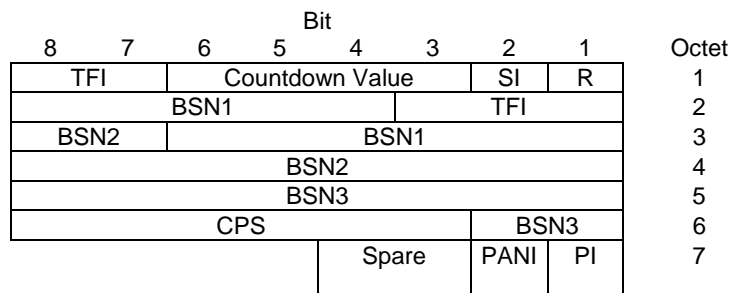 Bit
8 7 6 5 4 3 2 1 Octet
TFI Countdown Value SI R 1
BSN1 TFI 2
BSN2 BSN1 3
BSN2 4
BSN3 5
CPS BSN3 6
Spare PANI PI 7